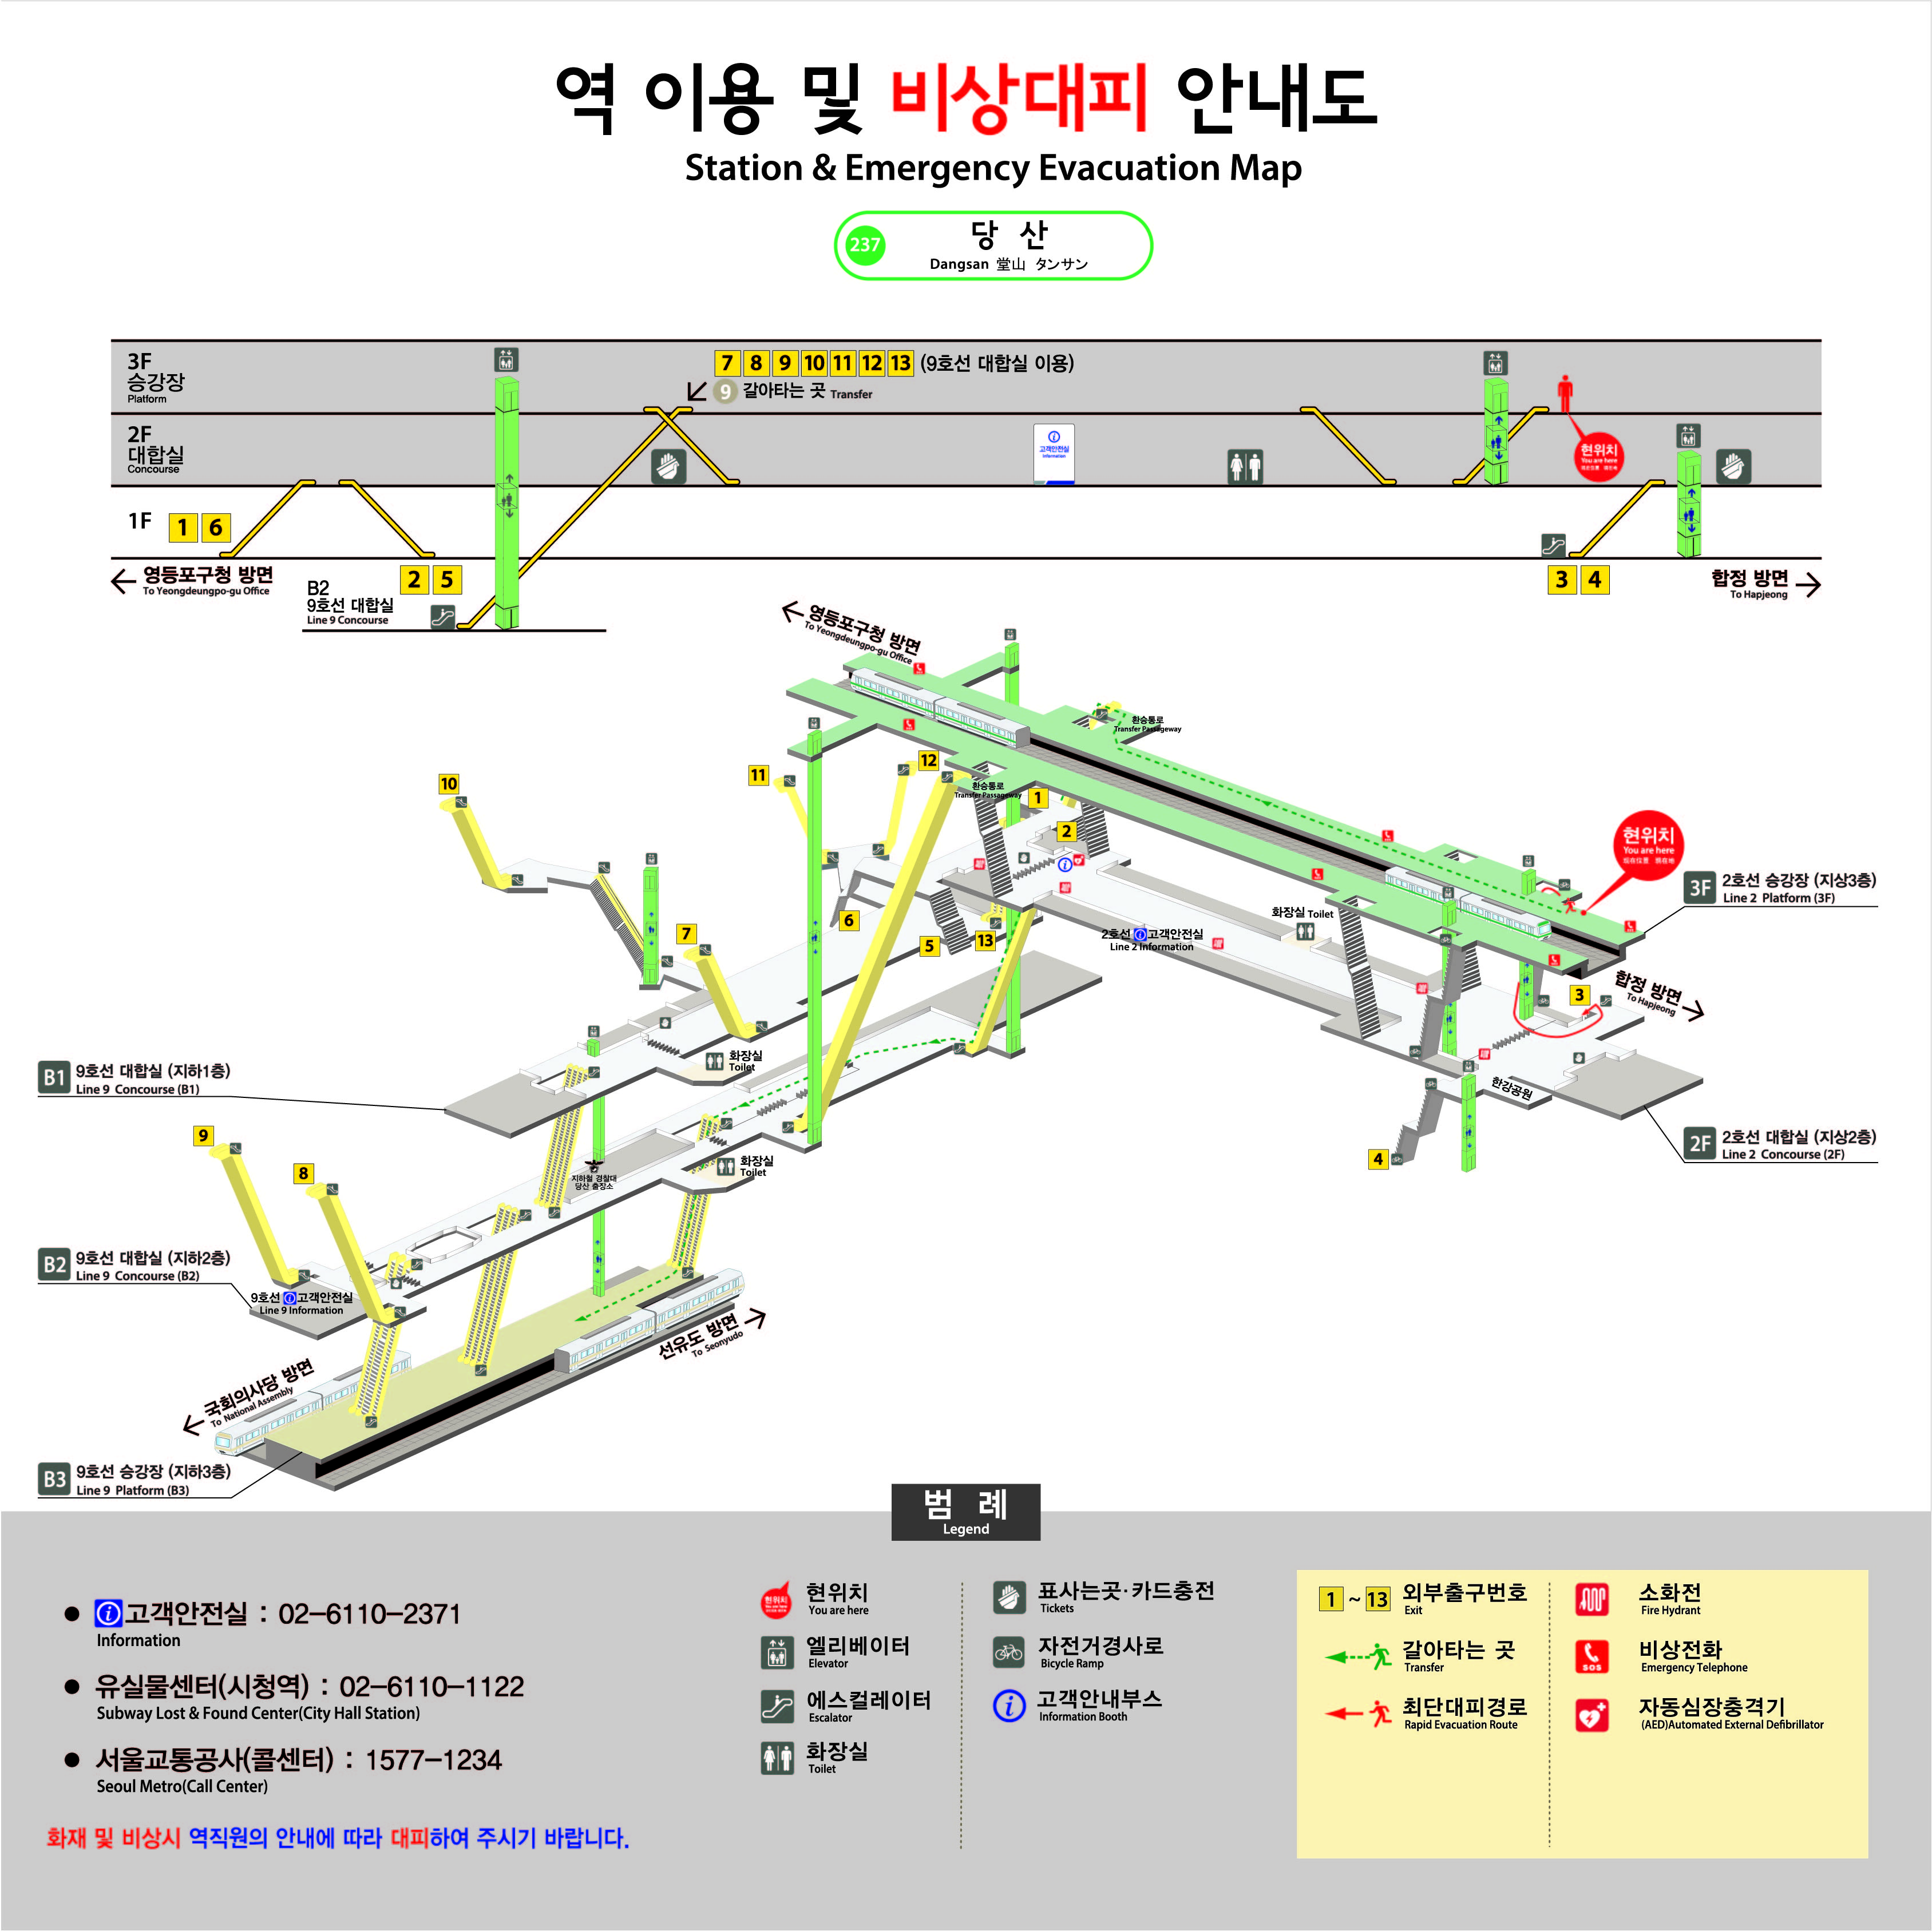 역 이용 및 비상대피 안내도
Station & Emergency Evacuation Map
237
당 산
Dangsan 堂山 タンサン
3F
승강장
Platform
7 8 9 10 11 12 13 (9호선 대합실 이용)
9 갈아타는 곳 Transfer
2F
대합실
Concourse
고객안전실
Information
현위치
You are here
现在位置 現在地
1F
1 6
2 5
3 4
영등포구청 방면
To Yeongdeungpo-gu Office
합정 방면
To Hapjeong
B2
9호선 대합실
Line 9 Concourse
영등포구청 방면
To Yeongdeungpo-gu Office
환승통로
Transfer Passageway
12
11
10
환승통로
Transfer Passageway
1
2
현위치
You are here
现在位置 現在地
3F 2호선 승강장 (지상3층)
Line 2 Platform (3F)
화장실 Toilet
6
7
5
13
2호선 고객안전실
Line 2 Information
합정 방면
To Hapjeong
3
화장실
Toilet
B1 9호선 대합실 (지하1층)
Line 9 Concourse (B1)
한강공원
2F 2호선 대합실 (지상2층)
Line 2 Concourse (2F)
4
9
8
지하철 경찰대
당산 출장소
화장실
Toilet
B2 9호선 대합실 (지하2층)
Line 9 Concourse (B2)
9호선 고객안전실
Line 9 Information
선유도 방면
To Seonyudo
국회의사당 방면
To National Assembly
B3 9호선 승강장 (지하3층)
Line 9 Platform (B3)
범 례
Legend
고객안전실 : 02-6110-2371
Information
유실물센터(시청역) : 02-6110-1122
Subway Lost & Found Center(City Hall Station)
서울교통공사(콜센터) : 1577-1234
Seoul Metro(Call Center)
화재 및 비상시 역직원의 안내에 따라 대피하여 주시기 바랍니다.
현위치
You are here
엘리베이터
Elevator
에스컬레이터
Escalator
화장실
Toilet
표사는곳·카드충전
Tickets
자전거경사로
Bicycle Ramp
고객안내부스
Information Booth
1 ~ 13 외부출구번호
Exit
갈아타는 곳
Transfer
최단대피경로
Rapid Evacuation Route
소화전
Fire Hydrant
SOS
비상전화
Emergency Telephone
자동심장충격기
(AED)Automated External Defibrillator